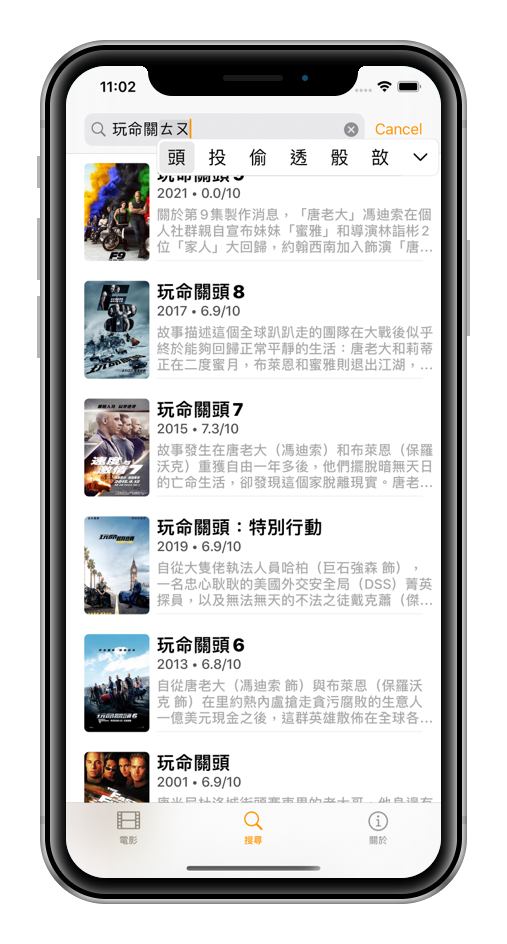 11:02
玩命關ㄊㄡ
Cancel
頭 投 偷 透 骰 敨
玩命關頭 9
2021 • 0.0/10
關於第9集製作消息，「唐老大」馮迪索在個
人社群親自宣布妹妹「蜜雅」和導演林詣彬2
位「家人」大回歸，約翰西南加入飾演「唐...
F9
玩命關頭 8
2017 • 6.9/10
故事描述這個全球趴趴走的團隊在大戰後似乎
終於能夠回歸正常平靜的生活：唐老大和莉蒂
正在二度蜜月，布萊恩和蜜雅則退出江湖，...
玩命關頭 7
2015 • 7.3/10
故事發生在唐老大（馮迪索）和布萊恩（保羅
沃克）重獲自由一年多後，他們擺脫暗無天日
的亡命生活，卻發現這個家脫離現實。唐老...
速度
激情7
玩命關頭：特別行動
2019 • 6.9/10
自從大隻佬執法人員哈柏（巨石強森 飾），
一名忠心耿耿的美國外交安全局（DSS）菁英
探員，以及無法無天的不法之徒戴克蕭（傑...
玩命關頭 6
2013 • 6.8/10
自從唐老大（馮迪索 飾）與布萊恩（保羅沃
克 飾）在里約熱內盧搶走貪污腐敗的生意人
一億美元現金之後，這群英雄散佈在全球各...
玩命關頭6
玩命關頭
2001 • 6.9/10
電影
搜尋
關於